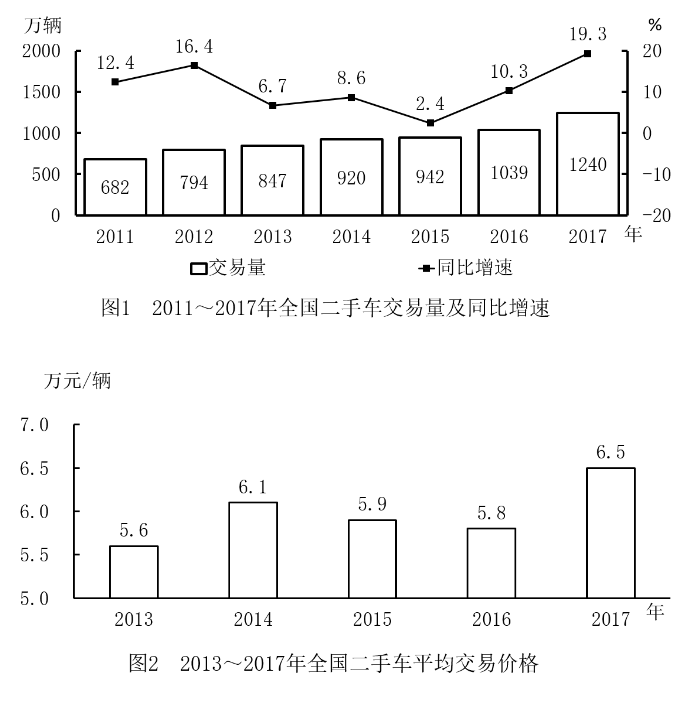 万辆 %
2000 20
1500 10
1000 0
500 −10
0 −20
12.4 16.4 6.7 8.6 2.4 10.3 19.3
682 794 847 920 942 1039 1240
2011 2012 2013 2014 2015 2016 2017 年
交易量 同比增速
图1 2011～2017年全国二手车交易量及同比增速
万元/辆
7.0
6.5
6.0
5.5
5.0
5.6 6.1 5.9 5.8 6.5
2013 2014 2015 2016 2017 年
图2 2013～2017年全国二手车平均交易价格